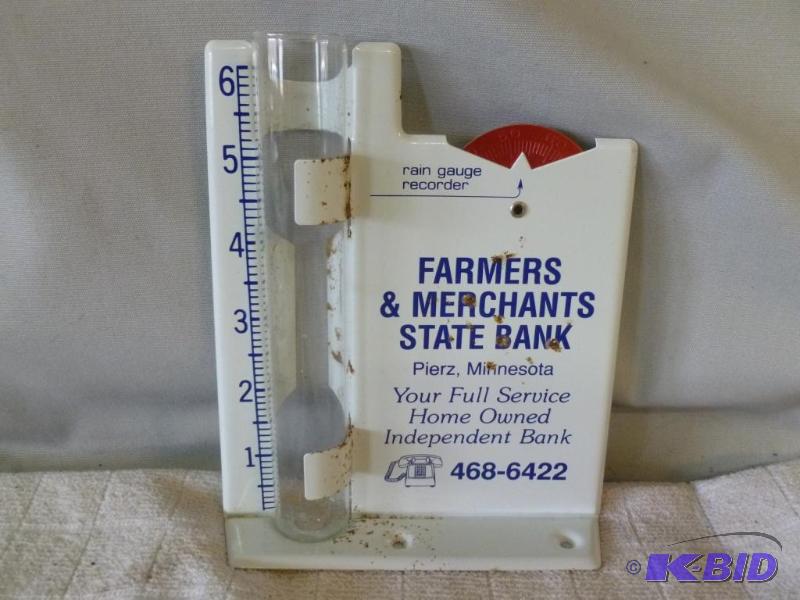 6
5
4
3
2
1
rain gauge
recorder
FARMERS
& MERCHANTS
STATE BANK
Pierz, Minnesota
Your Full Service
Home Owned
Independent Bank
468-6422
© K-BID